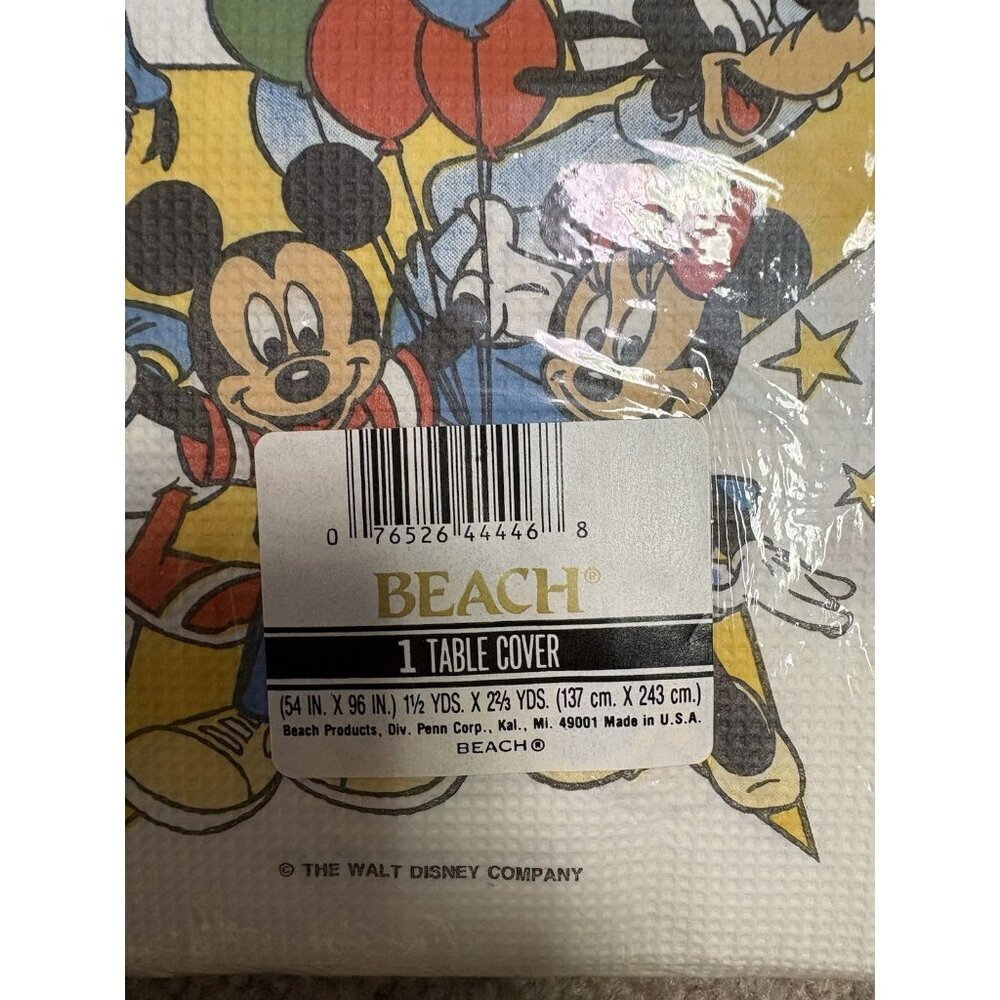 0 76526 44446 8
BEACH®
1 TABLE COVER
(54 IN. X 96 IN.) 1½ YDS. X 2⅔ YDS. (137 cm. X 243 cm.)
Beach Products, Div. Penn Corp., Kal., Mi. 49001 Made in U.S.A.
BEACH®
© THE WALT DISNEY COMPANY